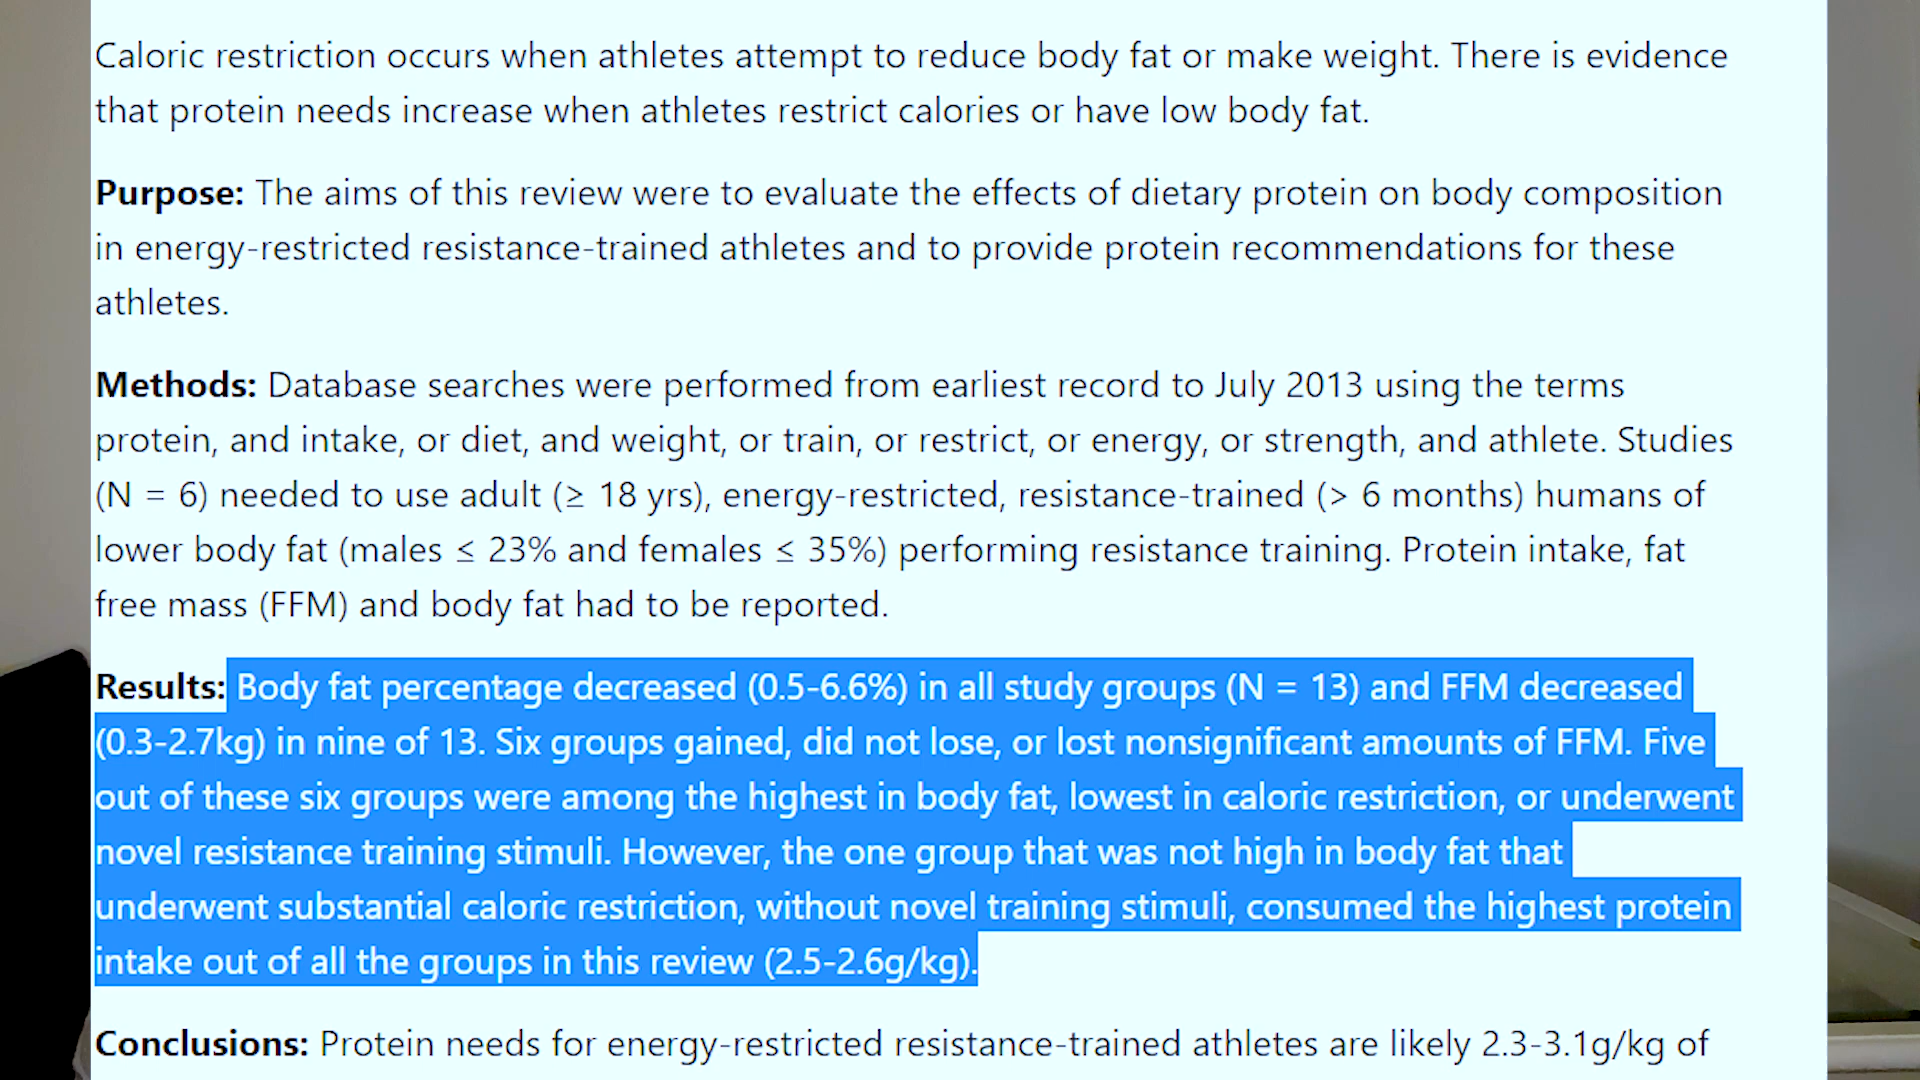 Caloric restriction occurs when athletes attempt to reduce body fat or make weight. There is evidence
that protein needs increase when athletes restrict calories or have low body fat.
Purpose: The aims of this review were to evaluate the effects of dietary protein on body composition
in energy-restricted resistance-trained athletes and to provide protein recommendations for these
athletes.
Methods: Database searches were performed from earliest record to July 2013 using the terms
protein, and intake, or diet, and weight, or train, or restrict, or energy, or strength, and athlete. Studies
(N = 6) needed to use adult (≥ 18 yrs), energy-restricted, resistance-trained (> 6 months) humans of
lower body fat (males ≤ 23% and females ≤ 35%) performing resistance training. Protein intake, fat
free mass (FFM) and body fat had to be reported.
Results: Body fat percentage decreased (0.5-6.6%) in all study groups (N = 13) and FFM decreased
(0.3-2.7kg) in nine of 13. Six groups gained, did not lose, or lost nonsignificant amounts of FFM. Five
out of these six groups were among the highest in body fat, lowest in caloric restriction, or underwent
novel resistance training stimuli. However, the one group that was not high in body fat that
underwent substantial caloric restriction, without novel training stimuli, consumed the highest protein
intake out of all the groups in this review (2.5-2.6g/kg).
Conclusions: Protein needs for energy-restricted resistance-trained athletes are likely 2.3-3.1g/kg of